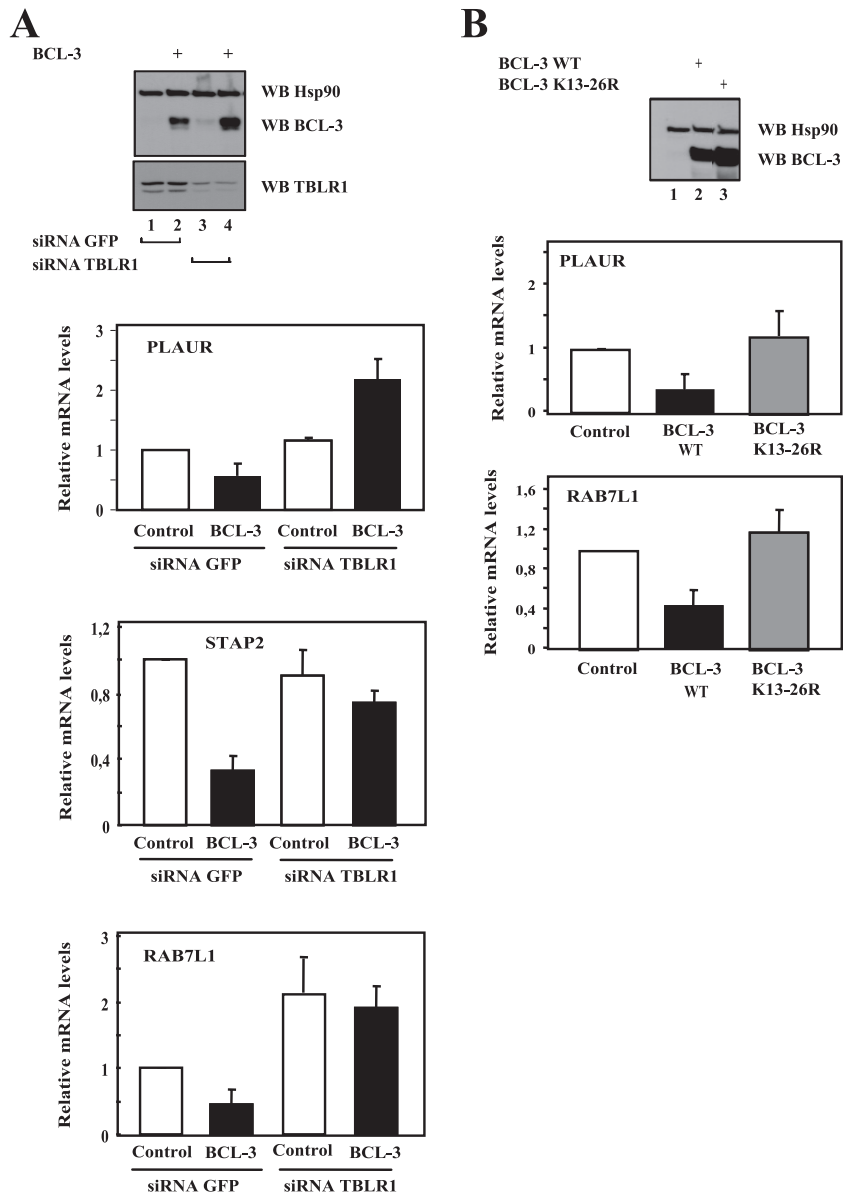 A
BCL-3 + +
WB Hsp90
WB BCL-3
WB TBLR1
1 2 3 4
siRNA GFP
siRNA TBLR1
PLAUR
Relative mRNA levels
3
2
1
0
Control BCL-3 Control BCL-3
siRNA GFP siRNA TBLR1
STAP2
Relative mRNA levels
1,2
0,8
0,4
0
Control BCL-3 Control BCL-3
siRNA GFP siRNA TBLR1
RAB7L1
Relative mRNA levels
3
2
1
0
Control BCL-3 Control BCL-3
siRNA GFP siRNA TBLR1
B
BCL-3 WT +
BCL-3 K13-26R +
WB Hsp90
WB BCL-3
1 2 3
PLAUR
Relative mRNA levels
2
1
0
Control BCL-3 WT BCL-3 K13-26R
RAB7L1
Relative mRNA levels
1,6
1.2
0,8
0,4
0
Control BCL-3 WT BCL-3 K13-26R